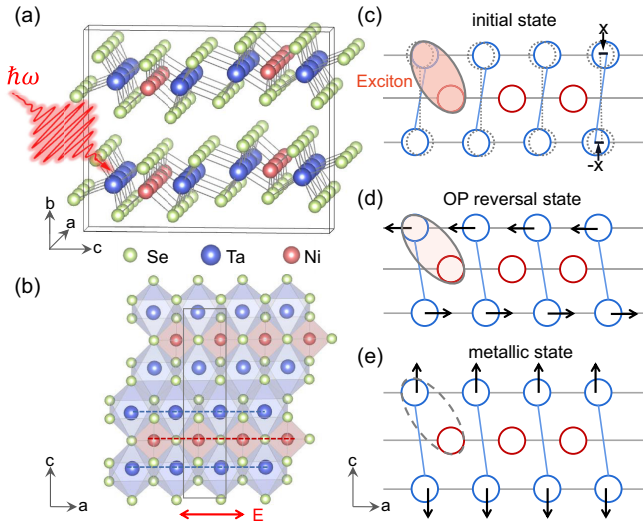 (a)
ħω
b
a
c
Se
Ta
Ni
(b)
c
a
E
(c)
initial state
x
Exciton
-x
(d)
OP reversal state
(e)
metallic state
c
a